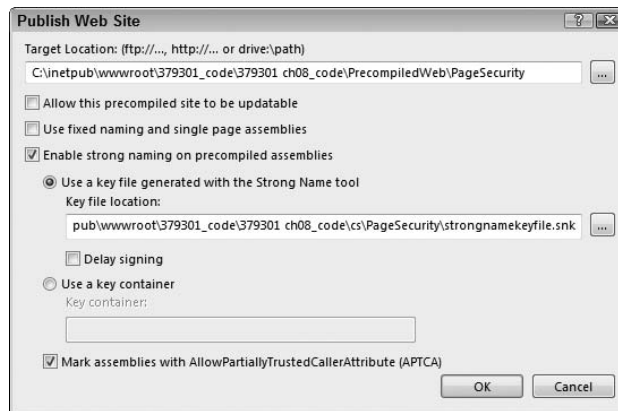 Publish Web Site
Target Location: (ftp://..., http://... or drive:\path)
C:\inetpub\wwwroot\379301_code\379301 ch08_code\PrecompiledWeb\PageSecurity
...
Allow this precompiled site to be updatable
Use fixed naming and single page assemblies
Enable strong naming on precompiled assemblies
Use a key file generated with the Strong Name tool
Key file location:
pub\wwwroot\379301_code\379301 ch08_code\cs\PageSecurity\strongnamekeyfile.snk
...
Delay signing
Use a key container
Key container:
Mark assemblies with AllowPartiallyTrustedCallerAttribute (APTCA)
OK Cancel